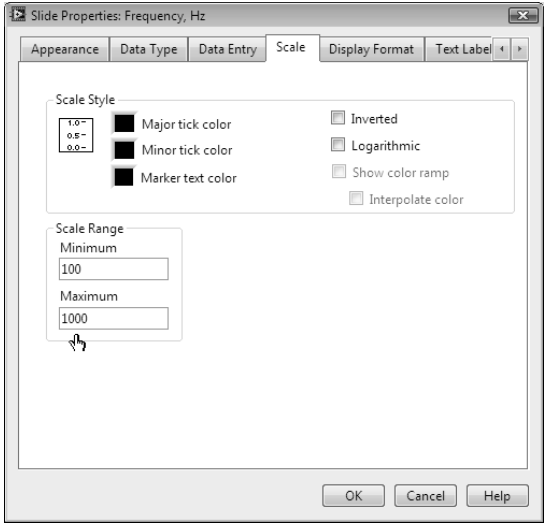 Slide Properties: Frequency, Hz
Appearance Data Type Data Entry Scale Display Format Text Label
Scale Style
1.0
0.5
0.0
Major tick color
Minor tick color
Marker text color
Inverted
Logarithmic
Show color ramp
Interpolate color
Scale Range
Minimum
100
Maximum
1000
OK Cancel Help